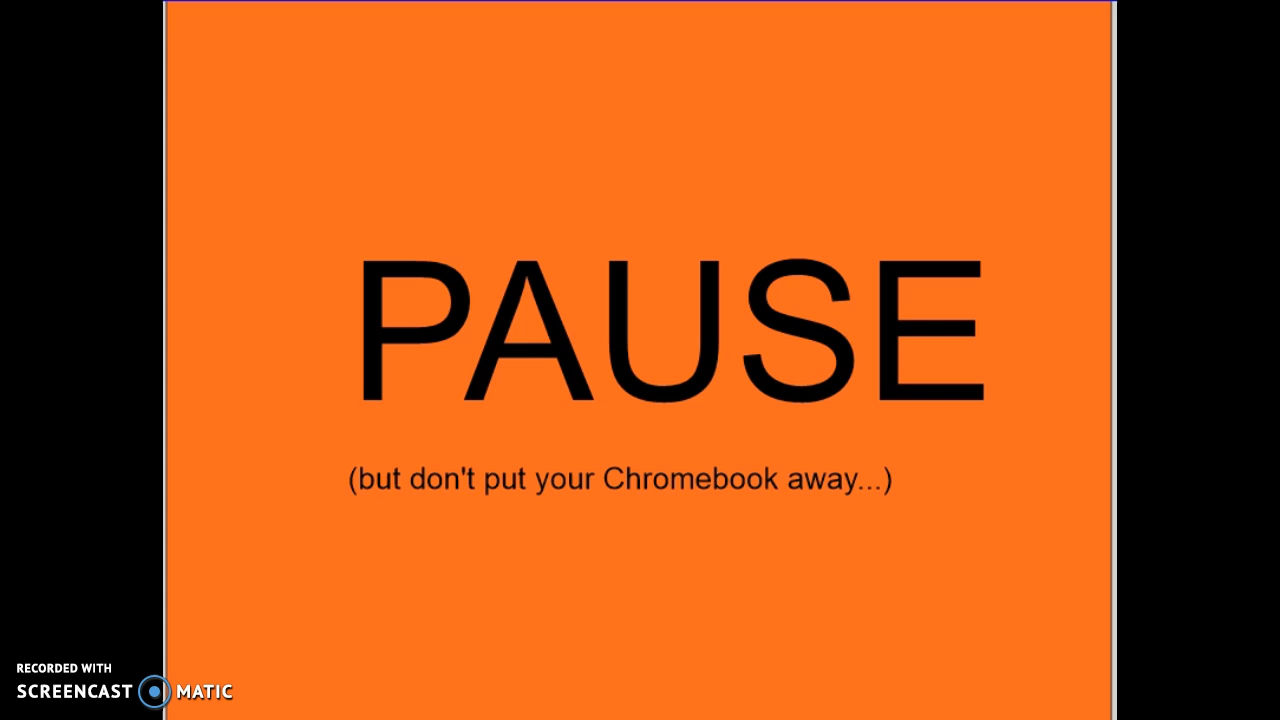 PAUSE
(but don't put your Chromebook away...)
RECORDED WITH
SCREENCAST MATIC